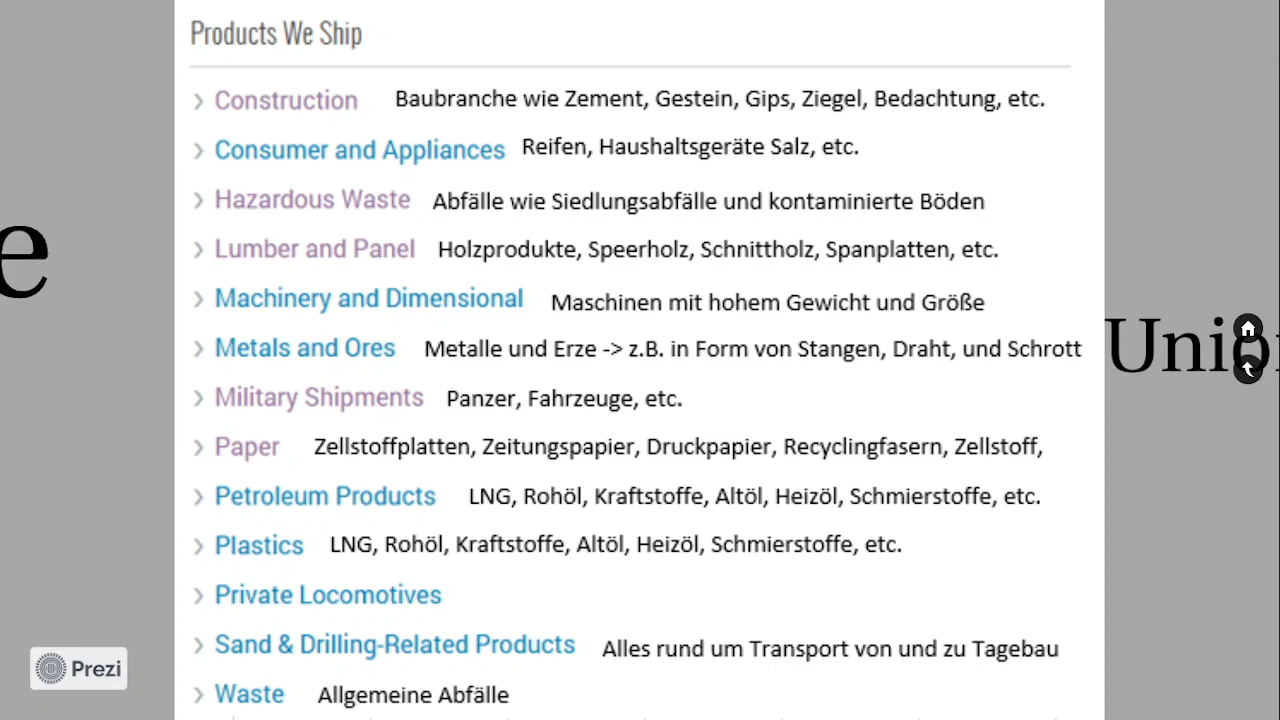 Products We Ship
Construction Baubranche wie Zement, Gestein, Gips, Ziegel, Bedachtung, etc.
Consumer and Appliances Reifen, Haushaltsgeräte Salz, etc.
Hazardous Waste Abfälle wie Siedlungsabfälle und kontaminierte Böden
Lumber and Panel Holzprodukte, Speerholz, Schnittholz, Spanplatten, etc.
Machinery and Dimensional Maschinen mit hohem Gewicht und Größe
Metals and Ores Metalle und Erze -> z.B. in Form von Stangen, Draht, und Schrott
Military Shipments Panzer, Fahrzeuge, etc.
Paper Zellstoffplatten, Zeitungspapier, Druckpapier, Recyclingfasern, Zellstoff,
Petroleum Products LNG, Rohöl, Kraftstoffe, Altöl, Heizöl, Schmierstoffe, etc.
Plastics LNG, Rohöl, Kraftstoffe, Altöl, Heizöl, Schmierstoffe, etc.
Private Locomotives
Sand & Drilling-Related Products Alles rund um Transport von und zu Tagebau
Waste Allgemeine Abfälle
e
Prezi